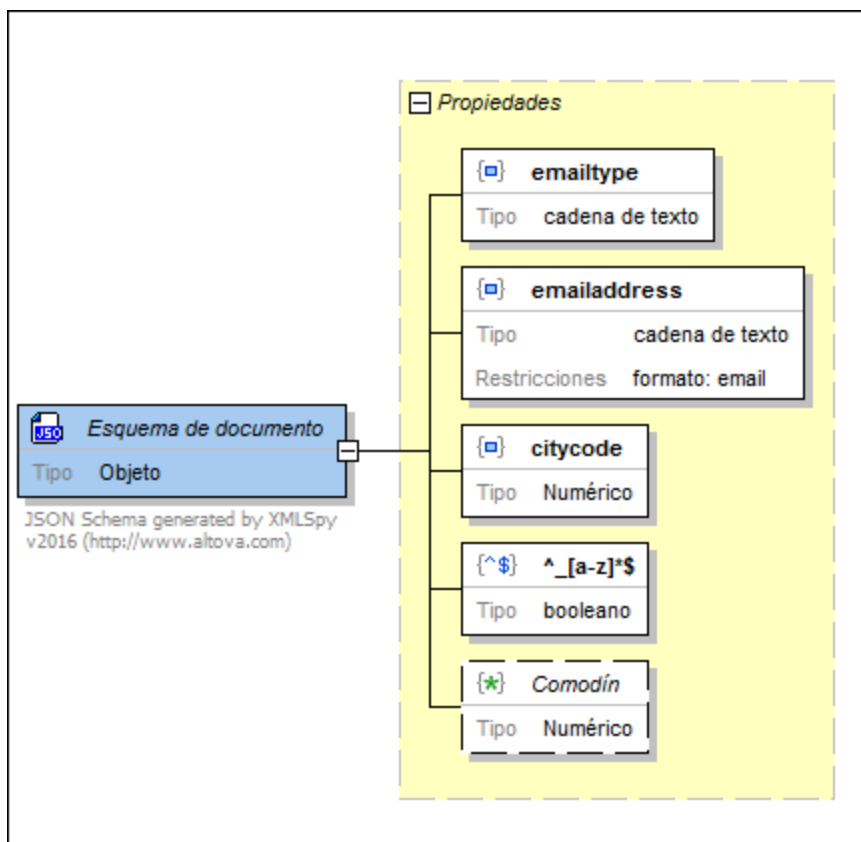 Propiedades
emailtype
Tipo cadena de texto
emailaddress
Tipo cadena de texto
Restricciones formato: email
JSO Esquema de documento
Tipo Objeto
JSON Schema generated by XMLSpy
v2016 (http://www.altova.com)
citycode
Tipo Numérico
{^$} ^_[a-z]*$
Tipo booleano
{*} Comodín
Tipo Numérico